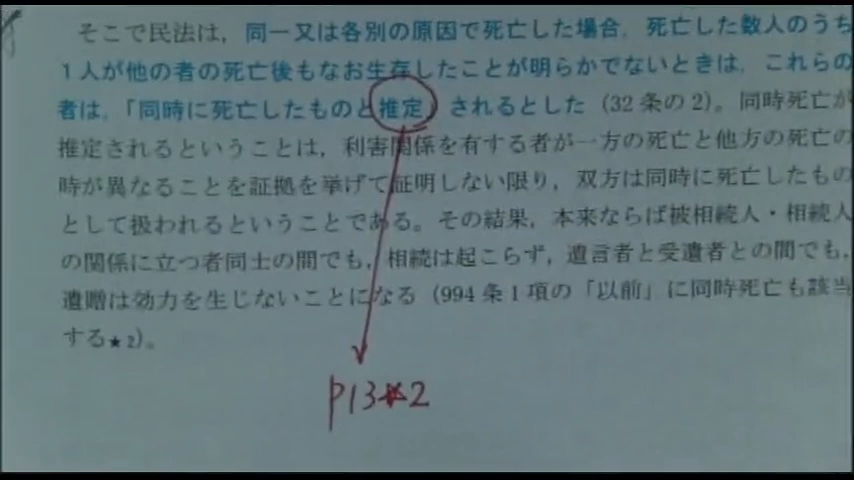 そこで民法は，同一又は各別の原因で死亡した場合，死亡した数人のうち
1人が他の者の死亡後もなお生存したことが明らかでないときは，これらの
者は，「同時に死亡したものと推定」されるとした（32条の2）。同時死亡が
推定されるということは，利害関係を有する者が一方の死亡と他方の死亡の
時が異なることを証拠を挙げて証明しない限り，双方は同時に死亡したもの
として扱われるということである。その結果，本来ならば被相続人・相続人
の関係に立つ者同士の間でも，相続は起こらず，遺言者と受遺者との間でも，
遺贈は効力を生じないことになる（994条1項の「以前」に同時死亡も該当
する★2）。
P13★2